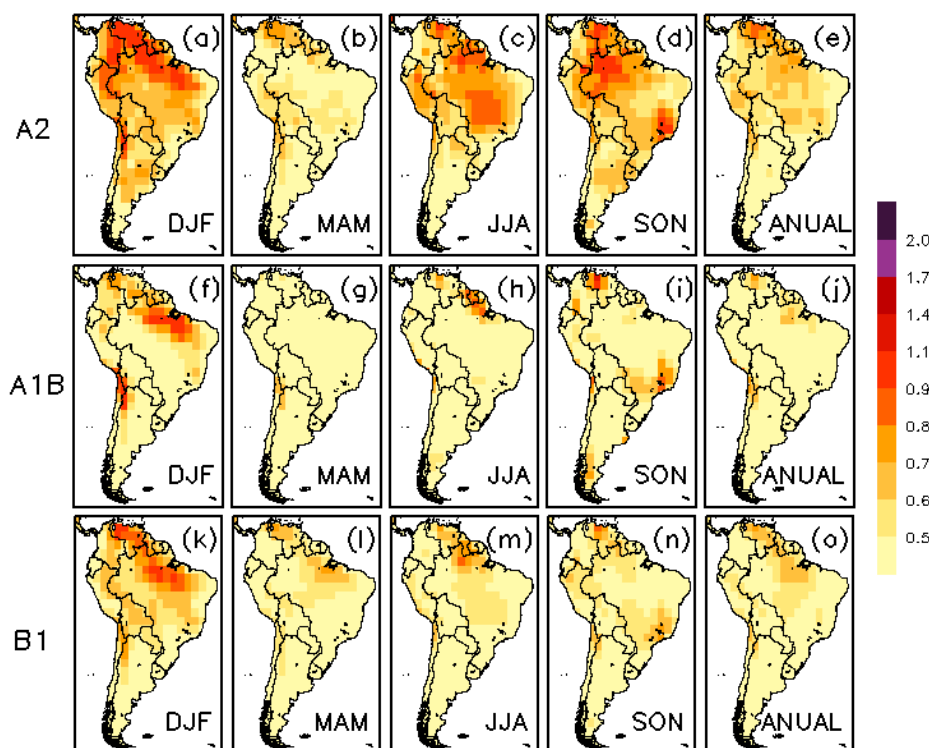 (a) (b) (c) (d) (e)
A2
DJF MAM JJA SON ANUAL
(f) (g) (h) (i) (j)
A1B
DJF MAM JJA SON ANUAL
(k) (l) (m) (n) (o)
B1
DJF MAM JJA SON ANUAL
2.0
1.7
1.4
1.1
0.9
0.8
0.7
0.6
0.5